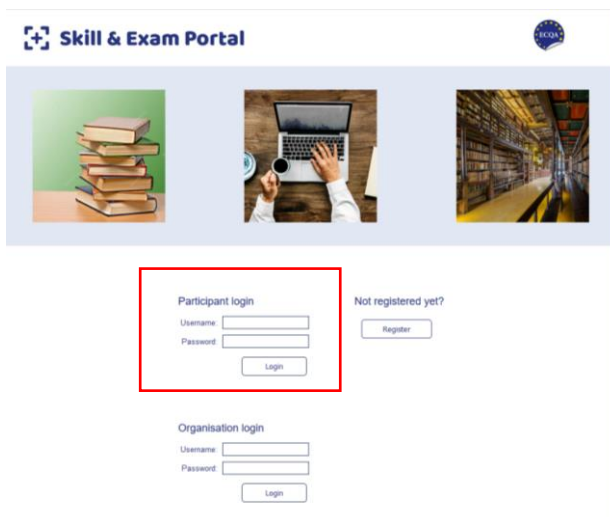 [+] Skill & Exam Portal
ECQA
Participant login
Username:
Password:
Login
Not registered yet?
Register
Organisation login
Username:
Password:
Login